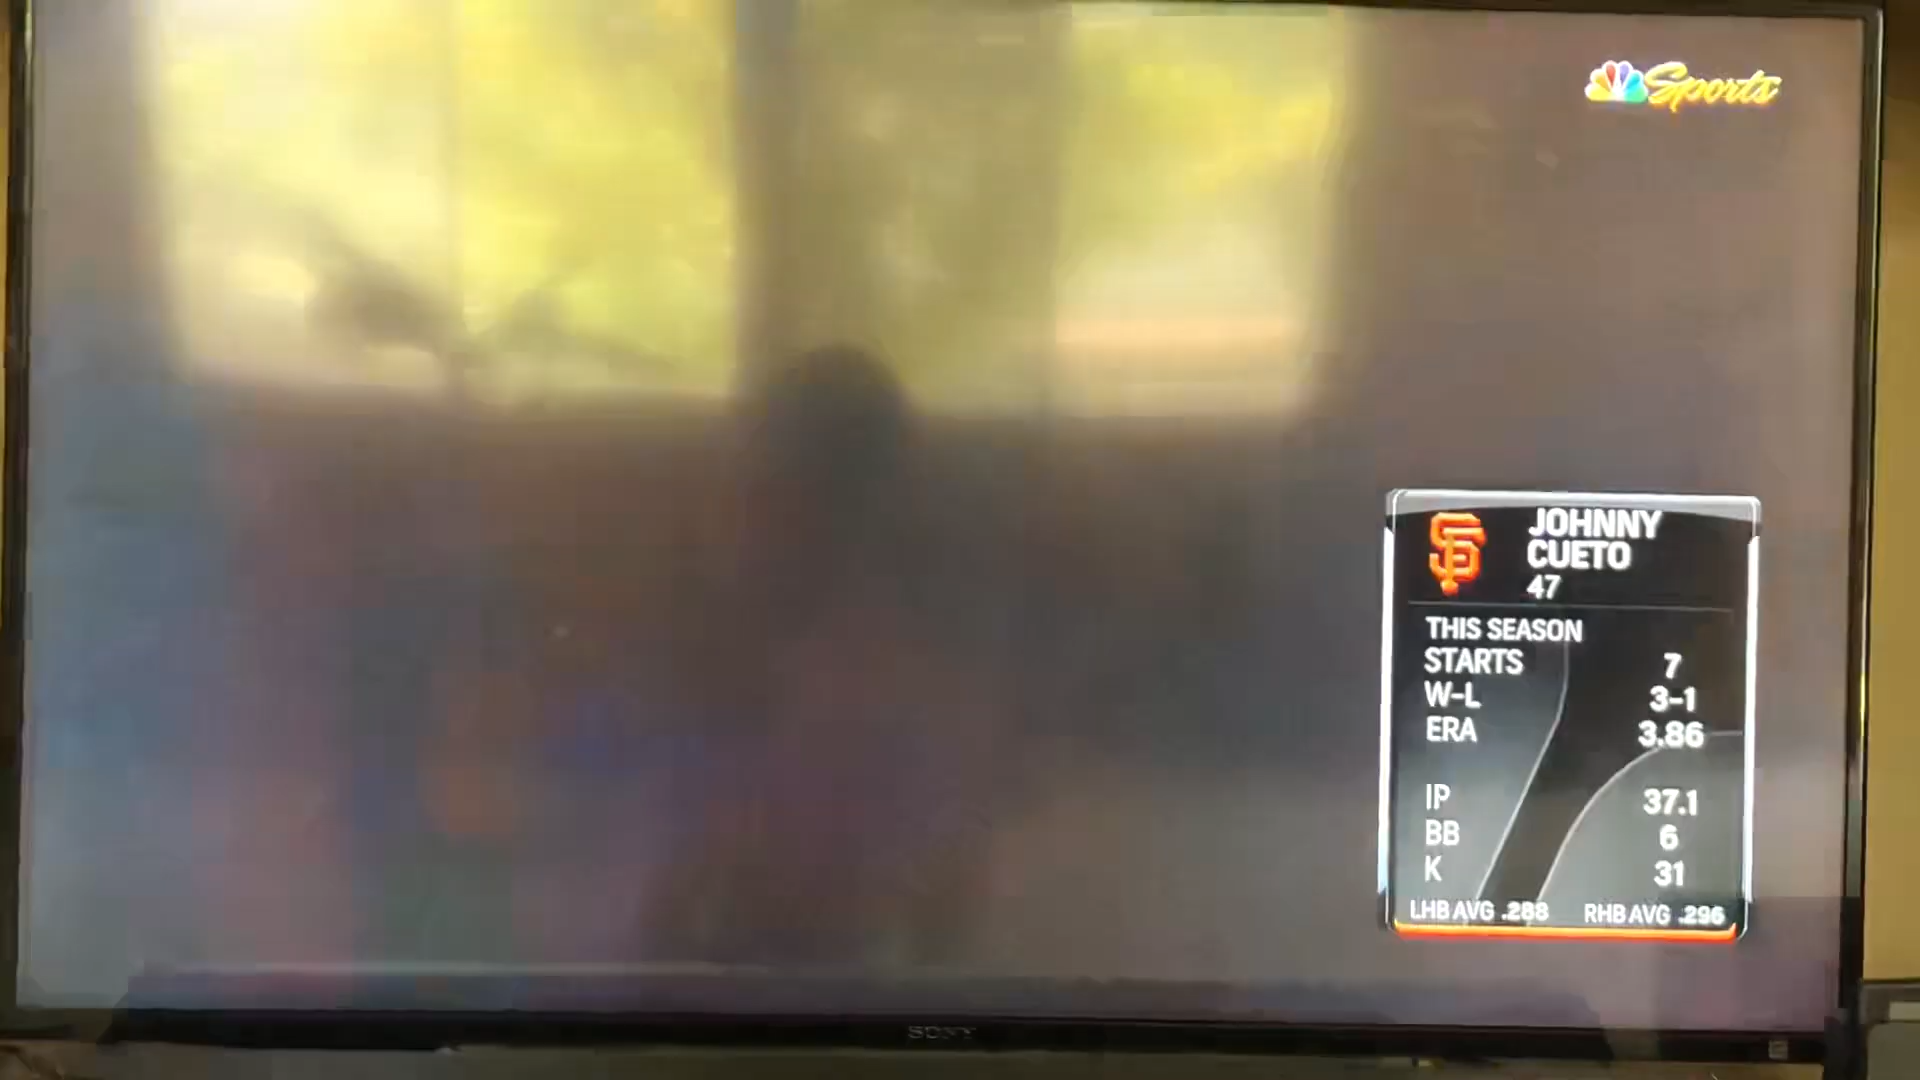 Sports
JOHNNY
CUETO
47
THIS SEASON
STARTS 7
W-L 3-1
ERA 3.86
IP 37.1
BB 6
K 31
LHB AVG .288 RHB AVG .296
SONY